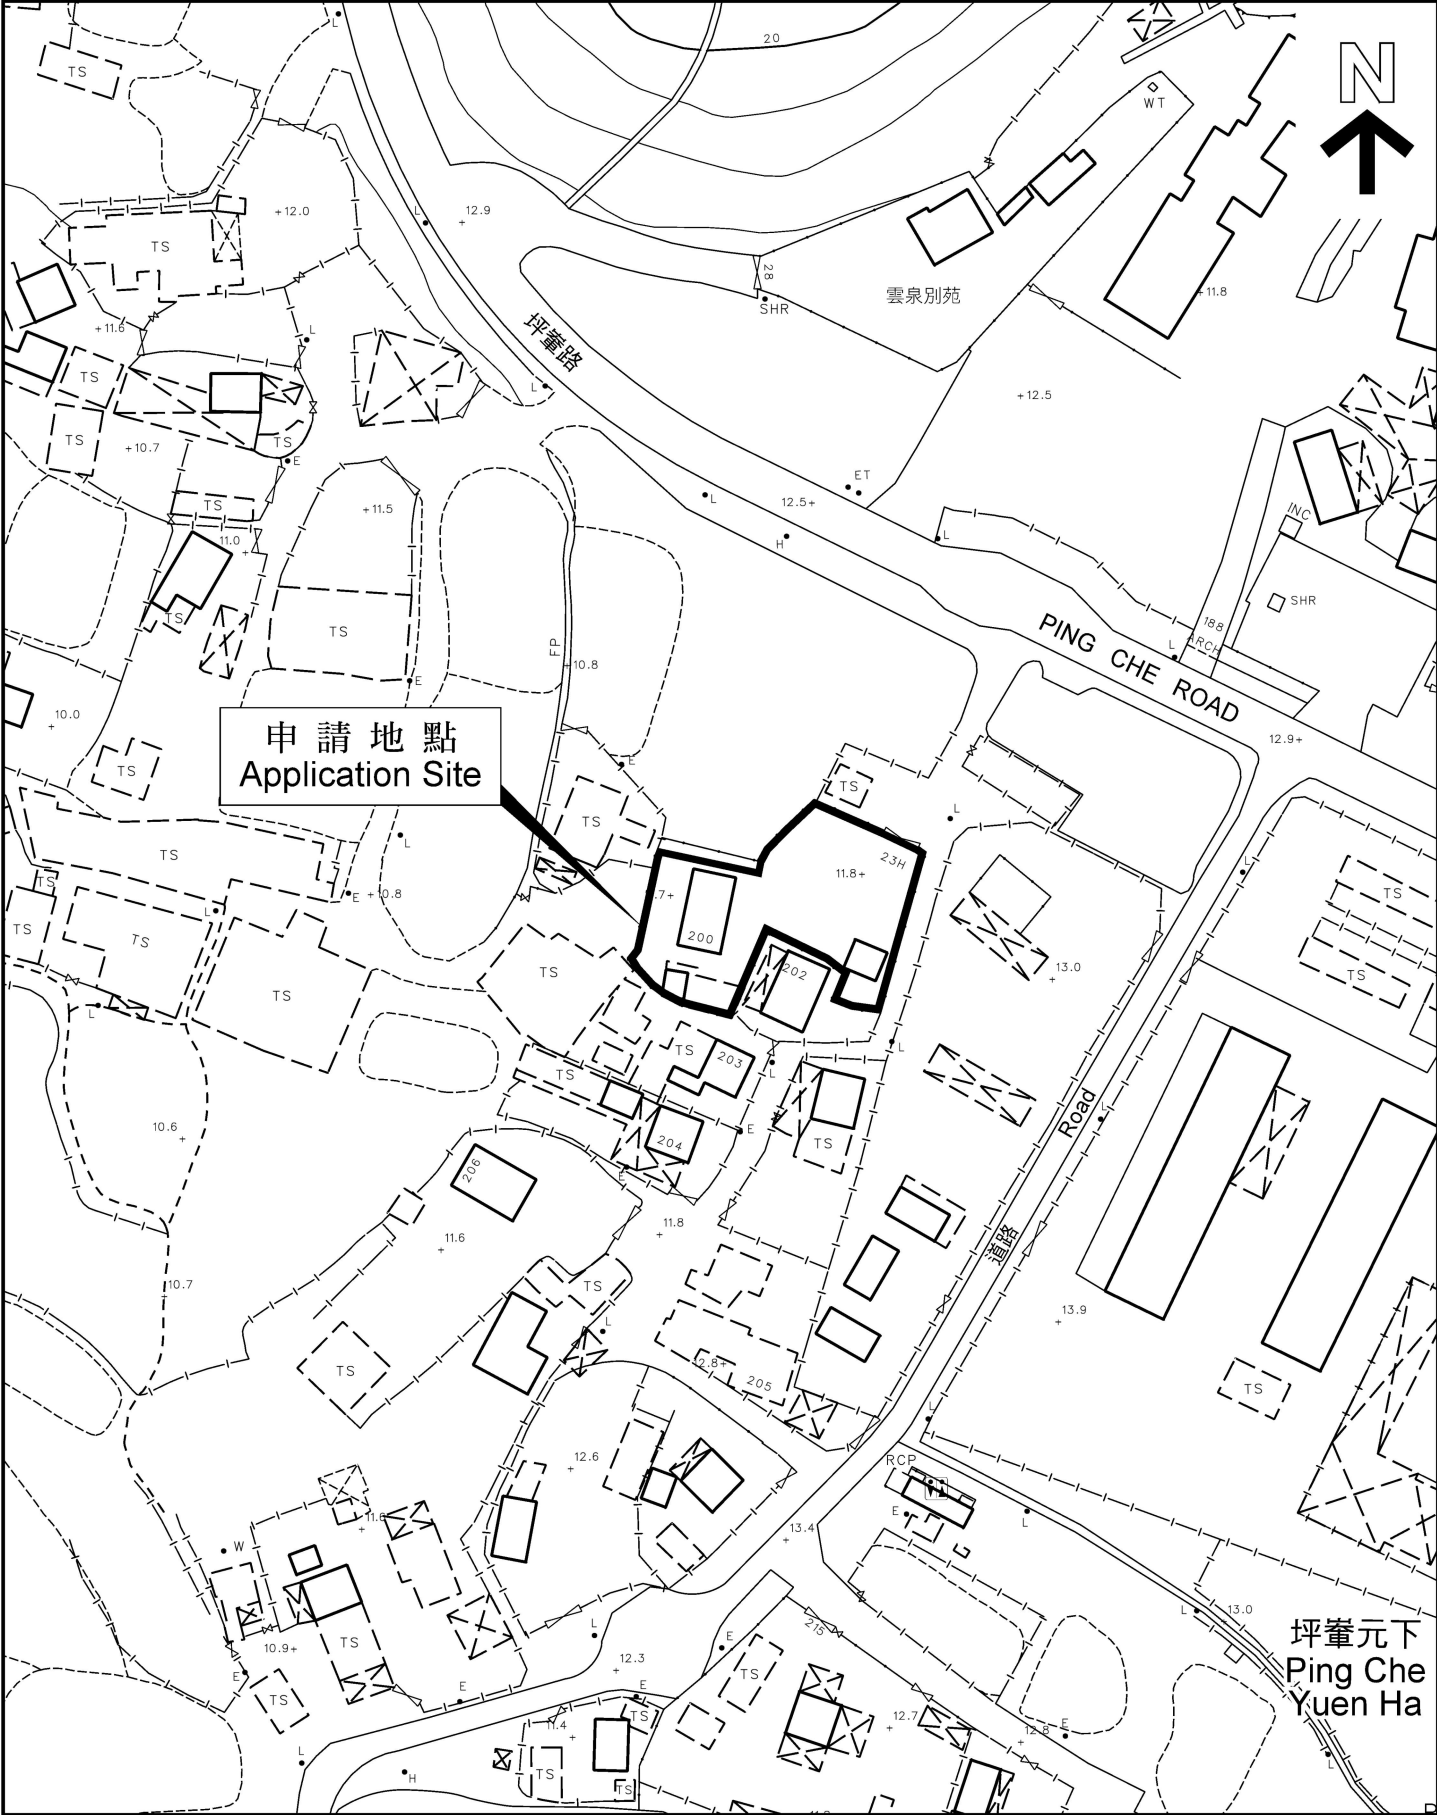 20
N
TS
WT
+12.0
L
+12.9
TS
28
SHR
雲泉別苑
+11.8
+11.6
L
坪輋路
TS
L
+12.5
TS
TS
+10.7
E
ET
TS
+11.5
L
12.5+
INC
11.0
H
L
TS
TS
SHR
188
ARCH
FP
+10.8
L
PING CHE ROAD
E
10.0
申請地點
Application Site
12.9+
TS
E
TS
L
TS
L
TS
23H
L
TS
11.8+
TS
E
+10.8
.7+
TS
L
TS
200
TS
TS
202
13.0
TS
TS
L
L
TS
203
L
TS
Road
L
10.6
E
204
TS
206
E
11.8
11.6
道路
10.7
TS
13.9
L
TS
12.8+
205
TS
L
12.6
RCP
11.6
E
L
13.4
W
L
13.0
215
坪輋元下
Ping Che
Yuen Ha
10.9+
TS
L
E
12.3
E
TS
TS
E
E
TS
11.4
12.7
12.8
E
L
L
H
TS
TS